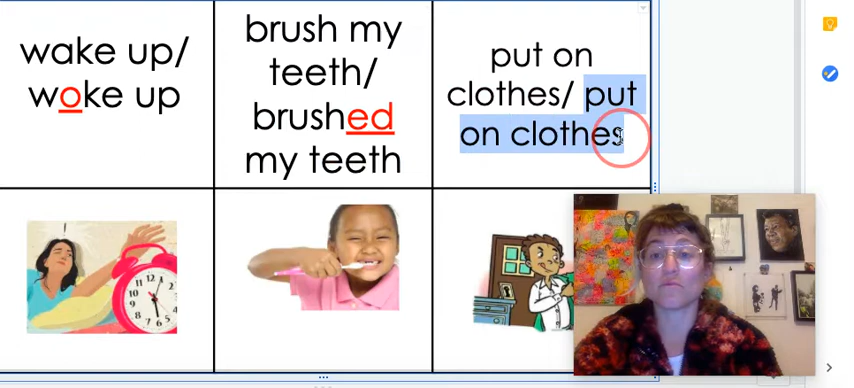 wake up/
woke up
brush my
teeth/
brushed
my teeth
put on
clothes/ put
on clothes